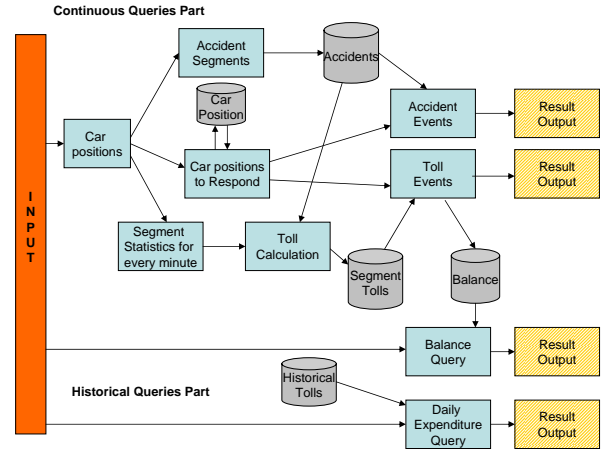 Continuous Queries Part
Accident
Segments
Accidents
Car
Position
Accident
Events
Result
Output
Car
positions
Car positions
to Respond
Toll
Events
Result
Output
I
N
P
U
T
Segment
Statistics for
every minute
Toll
Calculation
Segment
Tolls
Balance
Balance
Query
Result
Output
Historical Queries Part
Historical
Tolls
Daily
Expenditure
Query
Result
Output